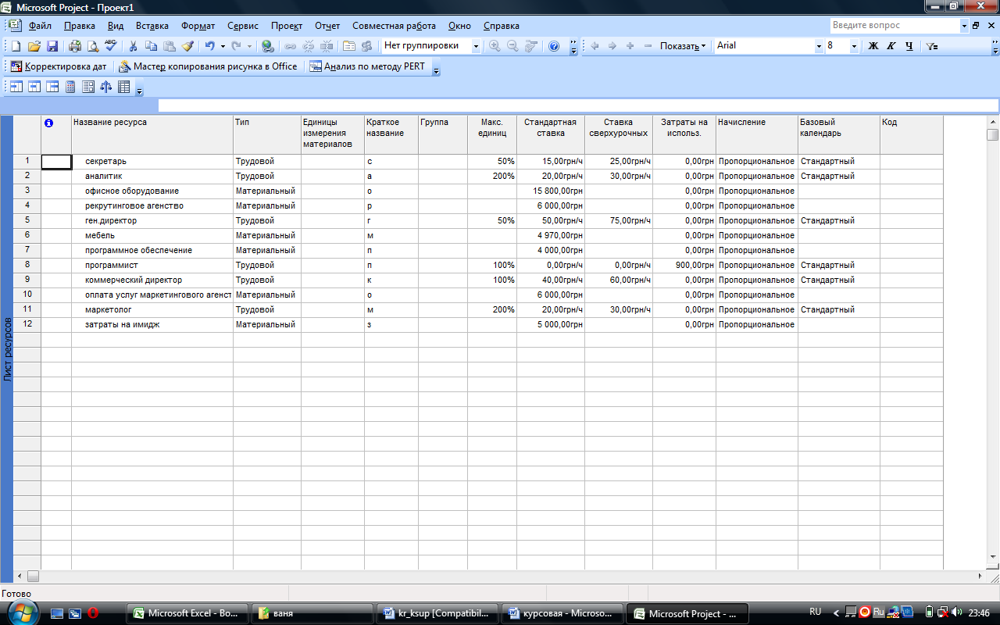 Microsoft Project - Проект1
Файл Правка Вид Вставка Формат Сервис Проект Отчет Совместная работа Окно Справка Введите вопрос
Нет группировки Показать Arial 8 Ж К Ч
Корректировка дат Мастер копирования рисунка в Office Анализ по методу PERT
Название ресурса Тип Единицы измерения материалов Краткое название Группа Макс. единиц Стандартная ставка Ставка сверхурочных Затраты на использ. Начисление Базовый календарь Код
1 секретарь Трудовой с 50% 15,00грн/ч 25,00грн/ч 0,00грн Пропорциональное Стандартный
2 аналитик Трудовой а 200% 20,00грн/ч 30,00грн/ч 0,00грн Пропорциональное Стандартный
3 офисное оборудование Материальный о 15 800,00грн 0,00грн Пропорциональное
4 рекрутинговое агенство Материальный р 6 000,00грн 0,00грн Пропорциональное
5 ген.директор Трудовой г 50% 50,00грн/ч 75,00грн/ч 0,00грн Пропорциональное Стандартный
6 мебель Материальный м 4 970,00грн 0,00грн Пропорциональное
7 программное обеспечение Материальный п 4 000,00грн 0,00грн Пропорциональное
8 программист Трудовой п 100% 0,00грн/ч 0,00грн/ч 900,00грн Пропорциональное Стандартный
9 коммерческий директор Трудовой к 100% 40,00грн/ч 60,00грн/ч 0,00грн Пропорциональное Стандартный
10 оплата услуг маркетингового агенст Материальный о 6 000,00грн 0,00грн Пропорциональное
11 маркетолог Трудовой м 200% 20,00грн/ч 30,00грн/ч 0,00грн Пропорциональное Стандартный
12 затраты на имидж Материальный з 5 000,00грн 0,00грн Пропорциональное
Лист ресурсов
Готово
Microsoft Excel - Во... ваня kr_ksup [Compatibil... курсовая - Microso... Microsoft Project - ... RU Ru 23:46